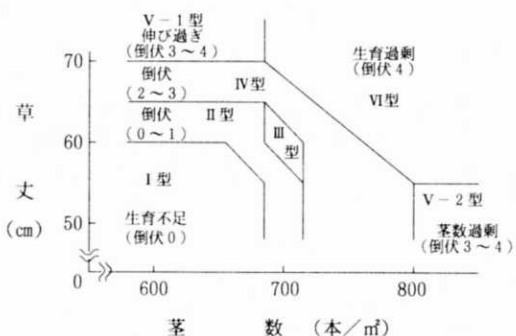 V－1型
伸び過ぎ
(倒伏3～4)
生育過剰
(倒伏4)
70
倒伏
(2～3)
Ⅳ型
Ⅵ型
草
倒伏
(0～1)
Ⅱ型
Ⅲ
型
60
丈
Ⅰ型
V－2型
(cm)
50
生育不足
(倒伏0)
茎数過剰
(倒伏3～4)
0
600
700
800
茎 数 (本／㎡)